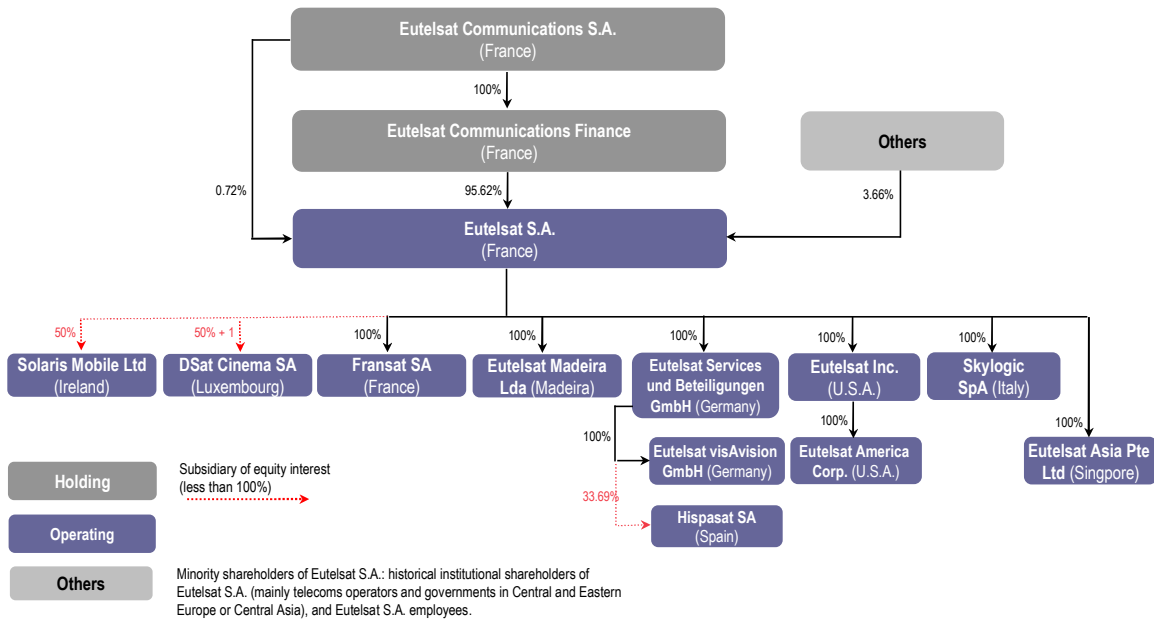 Eutelsat Communications S.A.
(France)
100%
Eutelsat Communications Finance
(France)
Others
0.72%
95.62%
3.66%
Eutelsat S.A.
(France)
50%
50% + 1
100%
100%
100%
100%
100%
Solaris Mobile Ltd
(Ireland)
DSat Cinema SA
(Luxembourg)
Fransat SA
(France)
Eutelsat Madeira
Lda (Madeira)
Eutelsat Services
und Beteiligungen
GmbH (Germany)
Eutelsat Inc.
(U.S.A.)
Skylogic
SpA (Italy)
100%
100%
100%
Eutelsat visAvision
GmbH (Germany)
Eutelsat America
Corp. (U.S.A.)
Eutelsat Asia Pte
Ltd (Singpore)
33.69%
Hispasat SA
(Spain)
Holding
Subsidiary of equity interest
(less than 100%)
Operating
Others
Minority shareholders of Eutelsat S.A.: historical institutional shareholders of
Eutelsat S.A. (mainly telecoms operators and governments in Central and Eastern
Europe or Central Asia), and Eutelsat S.A. employees.